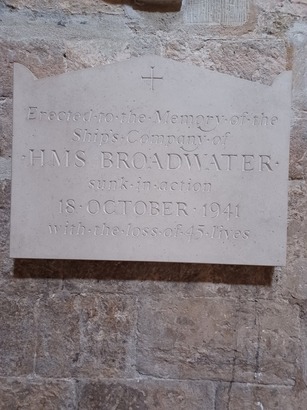 Erected·to·the·Memory·of·the
Ship's·Company·of
·HMS·BROADWATER·
sunk·in·action
18·OCTOBER·1941
with·the·loss·of·45·lives